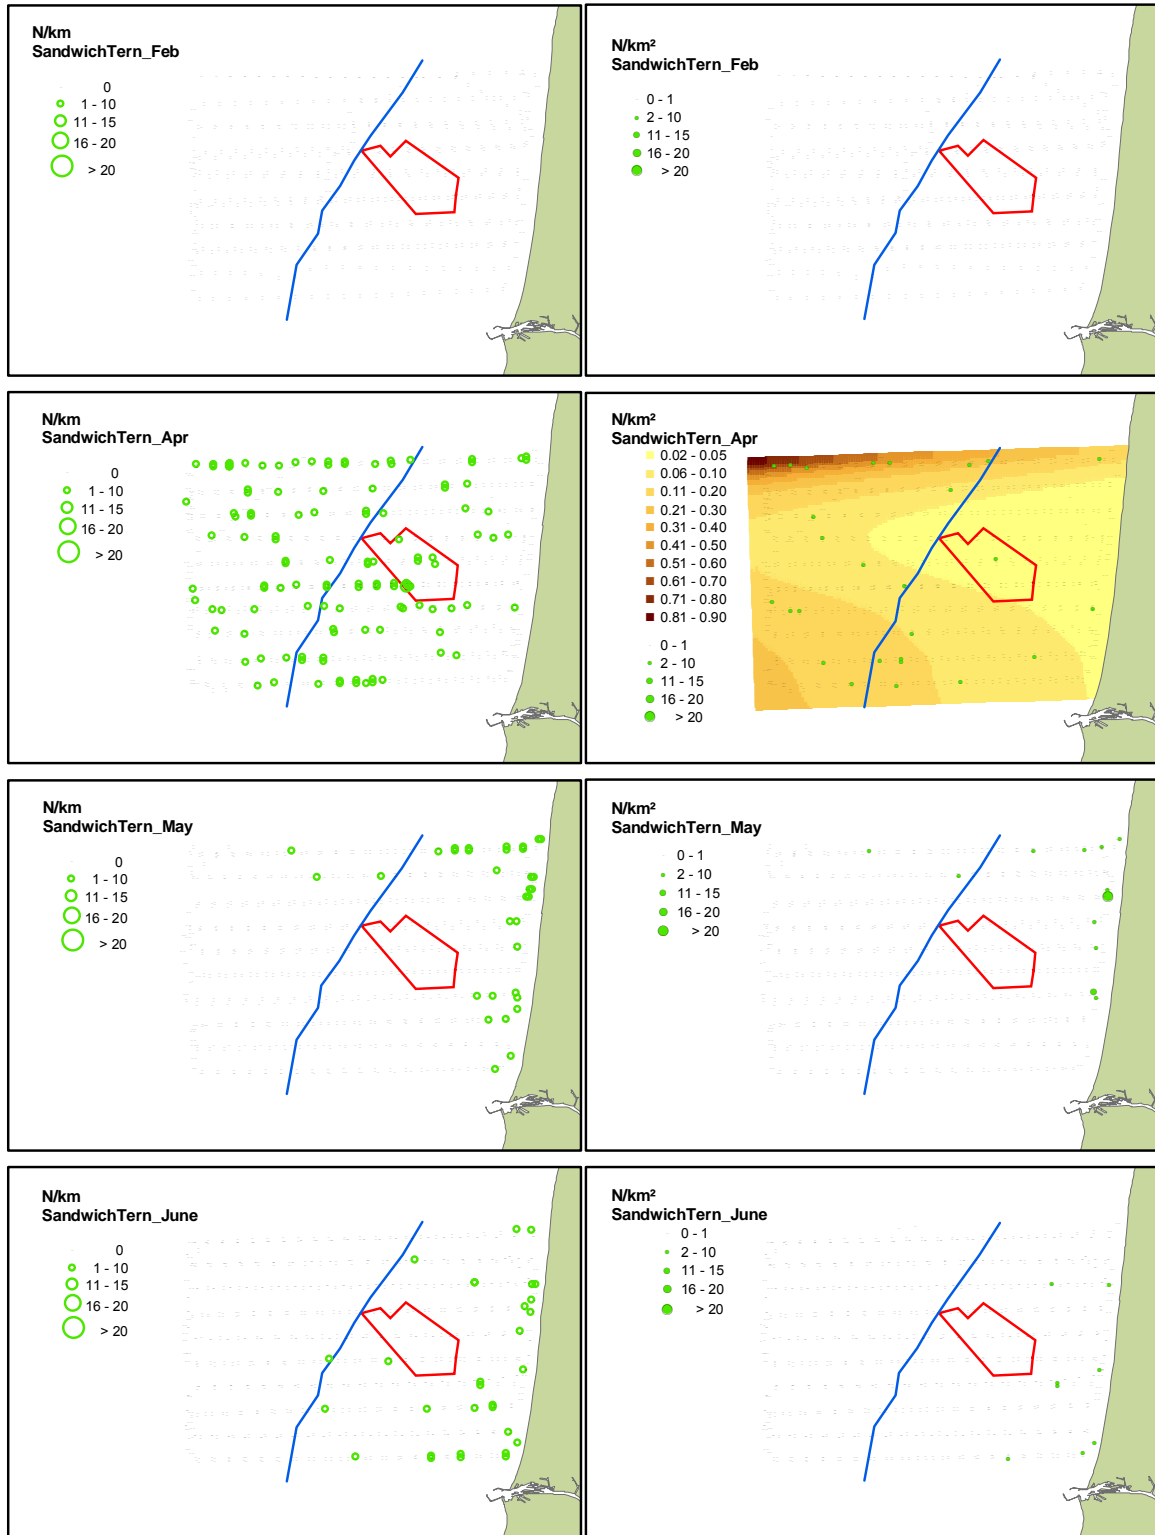 N/km
SandwichTern_Feb
0
1 - 10
11 - 15
16 - 20
> 20
N/km²
SandwichTern_Feb
0 - 1
2 - 10
11 - 15
16 - 20
> 20
N/km
SandwichTern_Apr
0
1 - 10
11 - 15
16 - 20
> 20
N/km²
SandwichTern_Apr
0.02 - 0.05
0.06 - 0.10
0.11 - 0.20
0.21 - 0.30
0.31 - 0.40
0.41 - 0.50
0.51 - 0.60
0.61 - 0.70
0.71 - 0.80
0.81 - 0.90
0 - 1
2 - 10
11 - 15
16 - 20
> 20
N/km
SandwichTern_May
0
1 - 10
11 - 15
16 - 20
> 20
N/km²
SandwichTern_May
0 - 1
2 - 10
11 - 15
16 - 20
> 20
N/km
SandwichTern_June
0
1 - 10
11 - 15
16 - 20
> 20
N/km²
SandwichTern_June
0 - 1
2 - 10
11 - 15
16 - 20
> 20